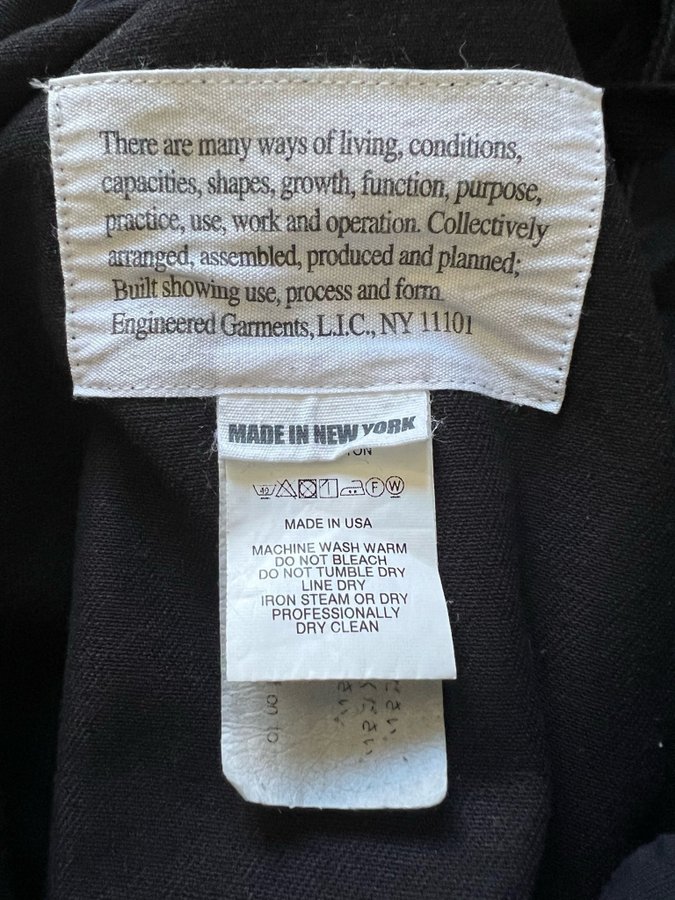 There are many ways of living, conditions,
capacities, shapes, growth, function, purpose,
practice, use, work and operation. Collectively
arranged, assembled, produced and planned;
Built showing use, process and form.
Engineered Garments, L.I.C., NY 11101
MADE IN NEW YORK
MADE IN USA
MACHINE WASH WARM
DO NOT BLEACH
DO NOT TUMBLE DRY
LINE DRY
IRON STEAM OR DRY
PROFESSIONALLY
DRY CLEAN